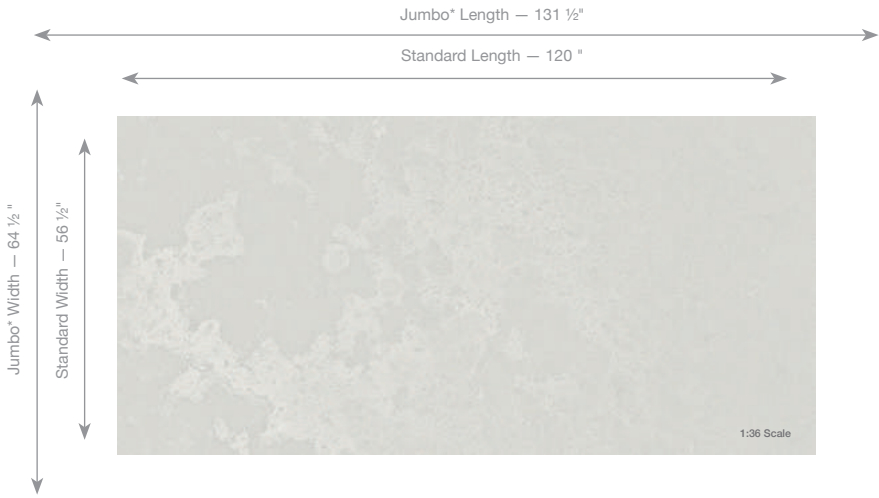 Jumbo* Length — 131 ½"
Standard Length — 120 "
Jumbo* Width — 64 ½ "
Standard Width — 56 ½"
1:36 Scale